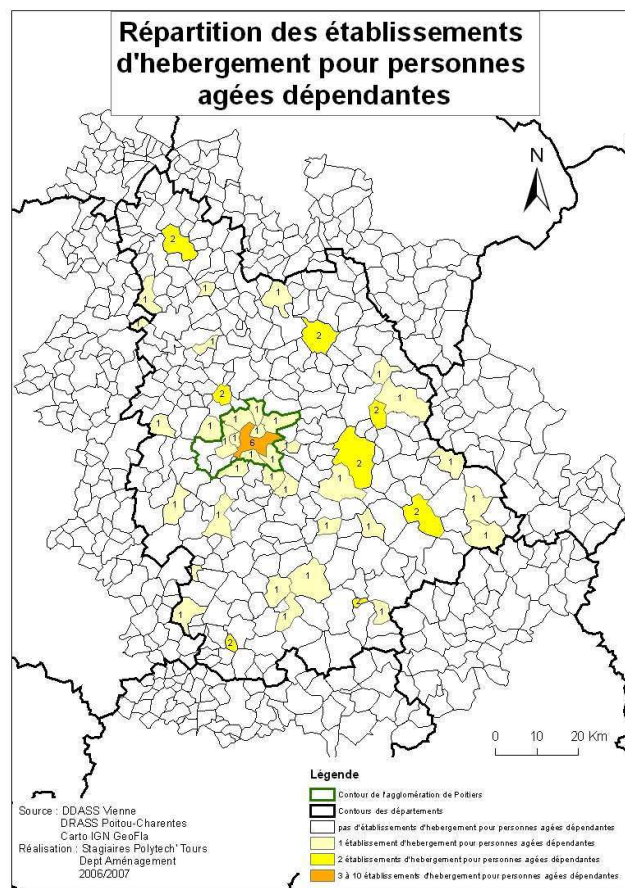 Répartition des établissements
d'hebergement pour personnes
agées dépendantes
N
2
1
1
1
1
2
1
2
1
1
2
1
1
1
1
1
1
1
6
2
1
1
1
1
1
1
1
1
2
1
1
1
1
1
1
1
1
2
1
1
2
0 10 20 Km
Légende
Contour de l'agglomération de Poitiers
Contours des départements
pas d'établissements d'hebergement pour personnes agées dépendantes
1 établissement d'hebergement pour personnes agées dépendantes
2 établissements d'hebergement pour personnes agées dépendantes
3 à 10 établissements d'hebergement pour personnes agées dépendantes
Source : DDASS Vienne
DRASS Poitou-Charentes
Carto IGN GeoFla
Réalisation : Stagiaires Polytech' Tours
Dept Aménagement
2006/2007